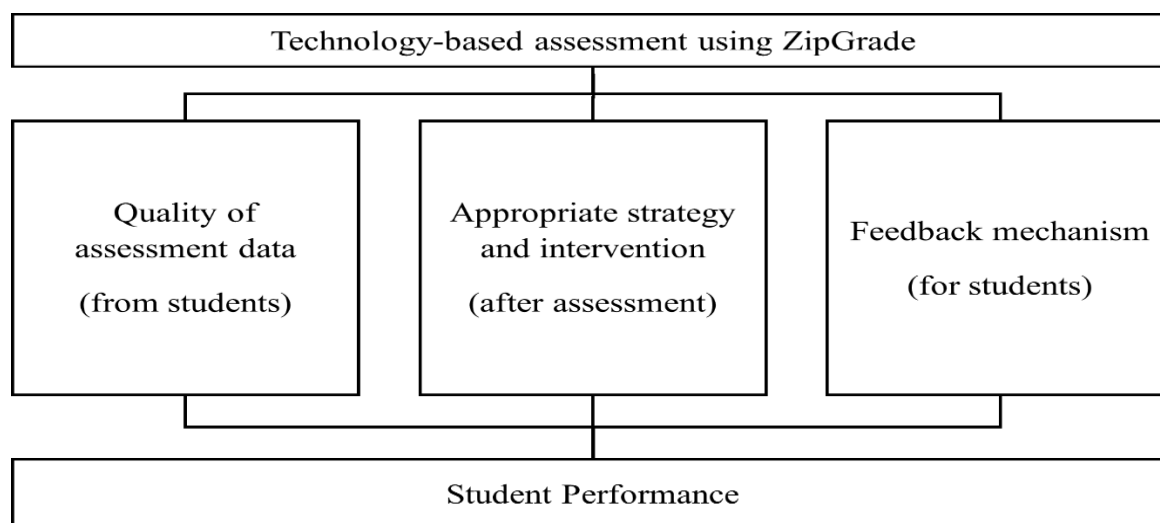 Technology-based assessment using ZipGrade
Quality of
assessment data
(from students)
Appropriate strategy
and intervention
(after assessment)
Feedback mechanism
(for students)
Student Performance